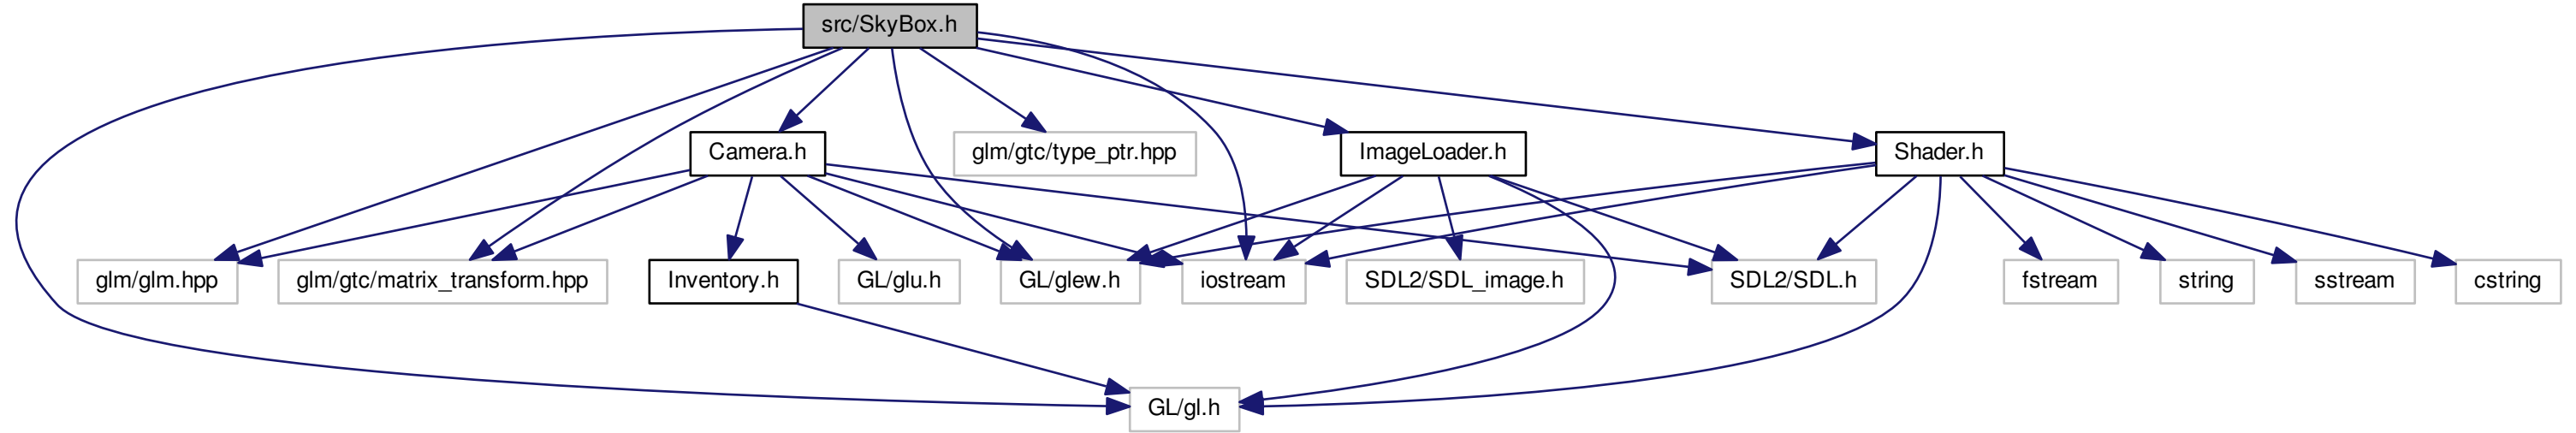 src/SkyBox.h
Camera.h
glm/gtc/type_ptr.hpp
ImageLoader.h
Shader.h
glm/glm.hpp
glm/gtc/matrix_transform.hpp
Inventory.h
GL/glu.h
GL/glew.h
iostream
SDL2/SDL_image.h
SDL2/SDL.h
fstream
string
sstream
cstring
GL/gl.h